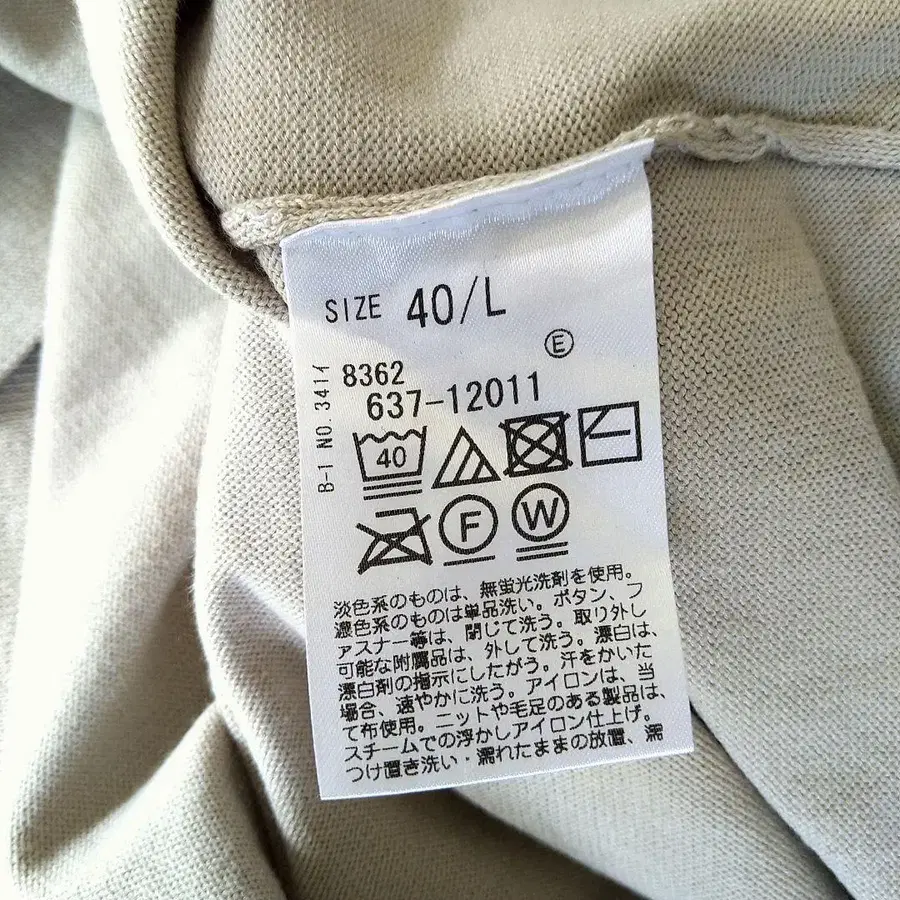 SIZE 40/L
Ⓔ
B-1 NO. 341イ
8362
637-12011
40
F
W
淡色系のものは、無蛍光洗剤を使用。
濃色系のものは単品洗い。ボタン、フ
ァスナー等は、閉じて洗う。取り外し
可能な附属品は、外して洗う。漂白は、
漂白剤の指示にしたがう。汗をかいた
場合、速やかに洗う。アイロンは、当
て布使用。ニットや毛足のある製品は、
スチームでの浮かしアイロン仕上げ。
つけ置き洗い・濡れたままの放置、濡